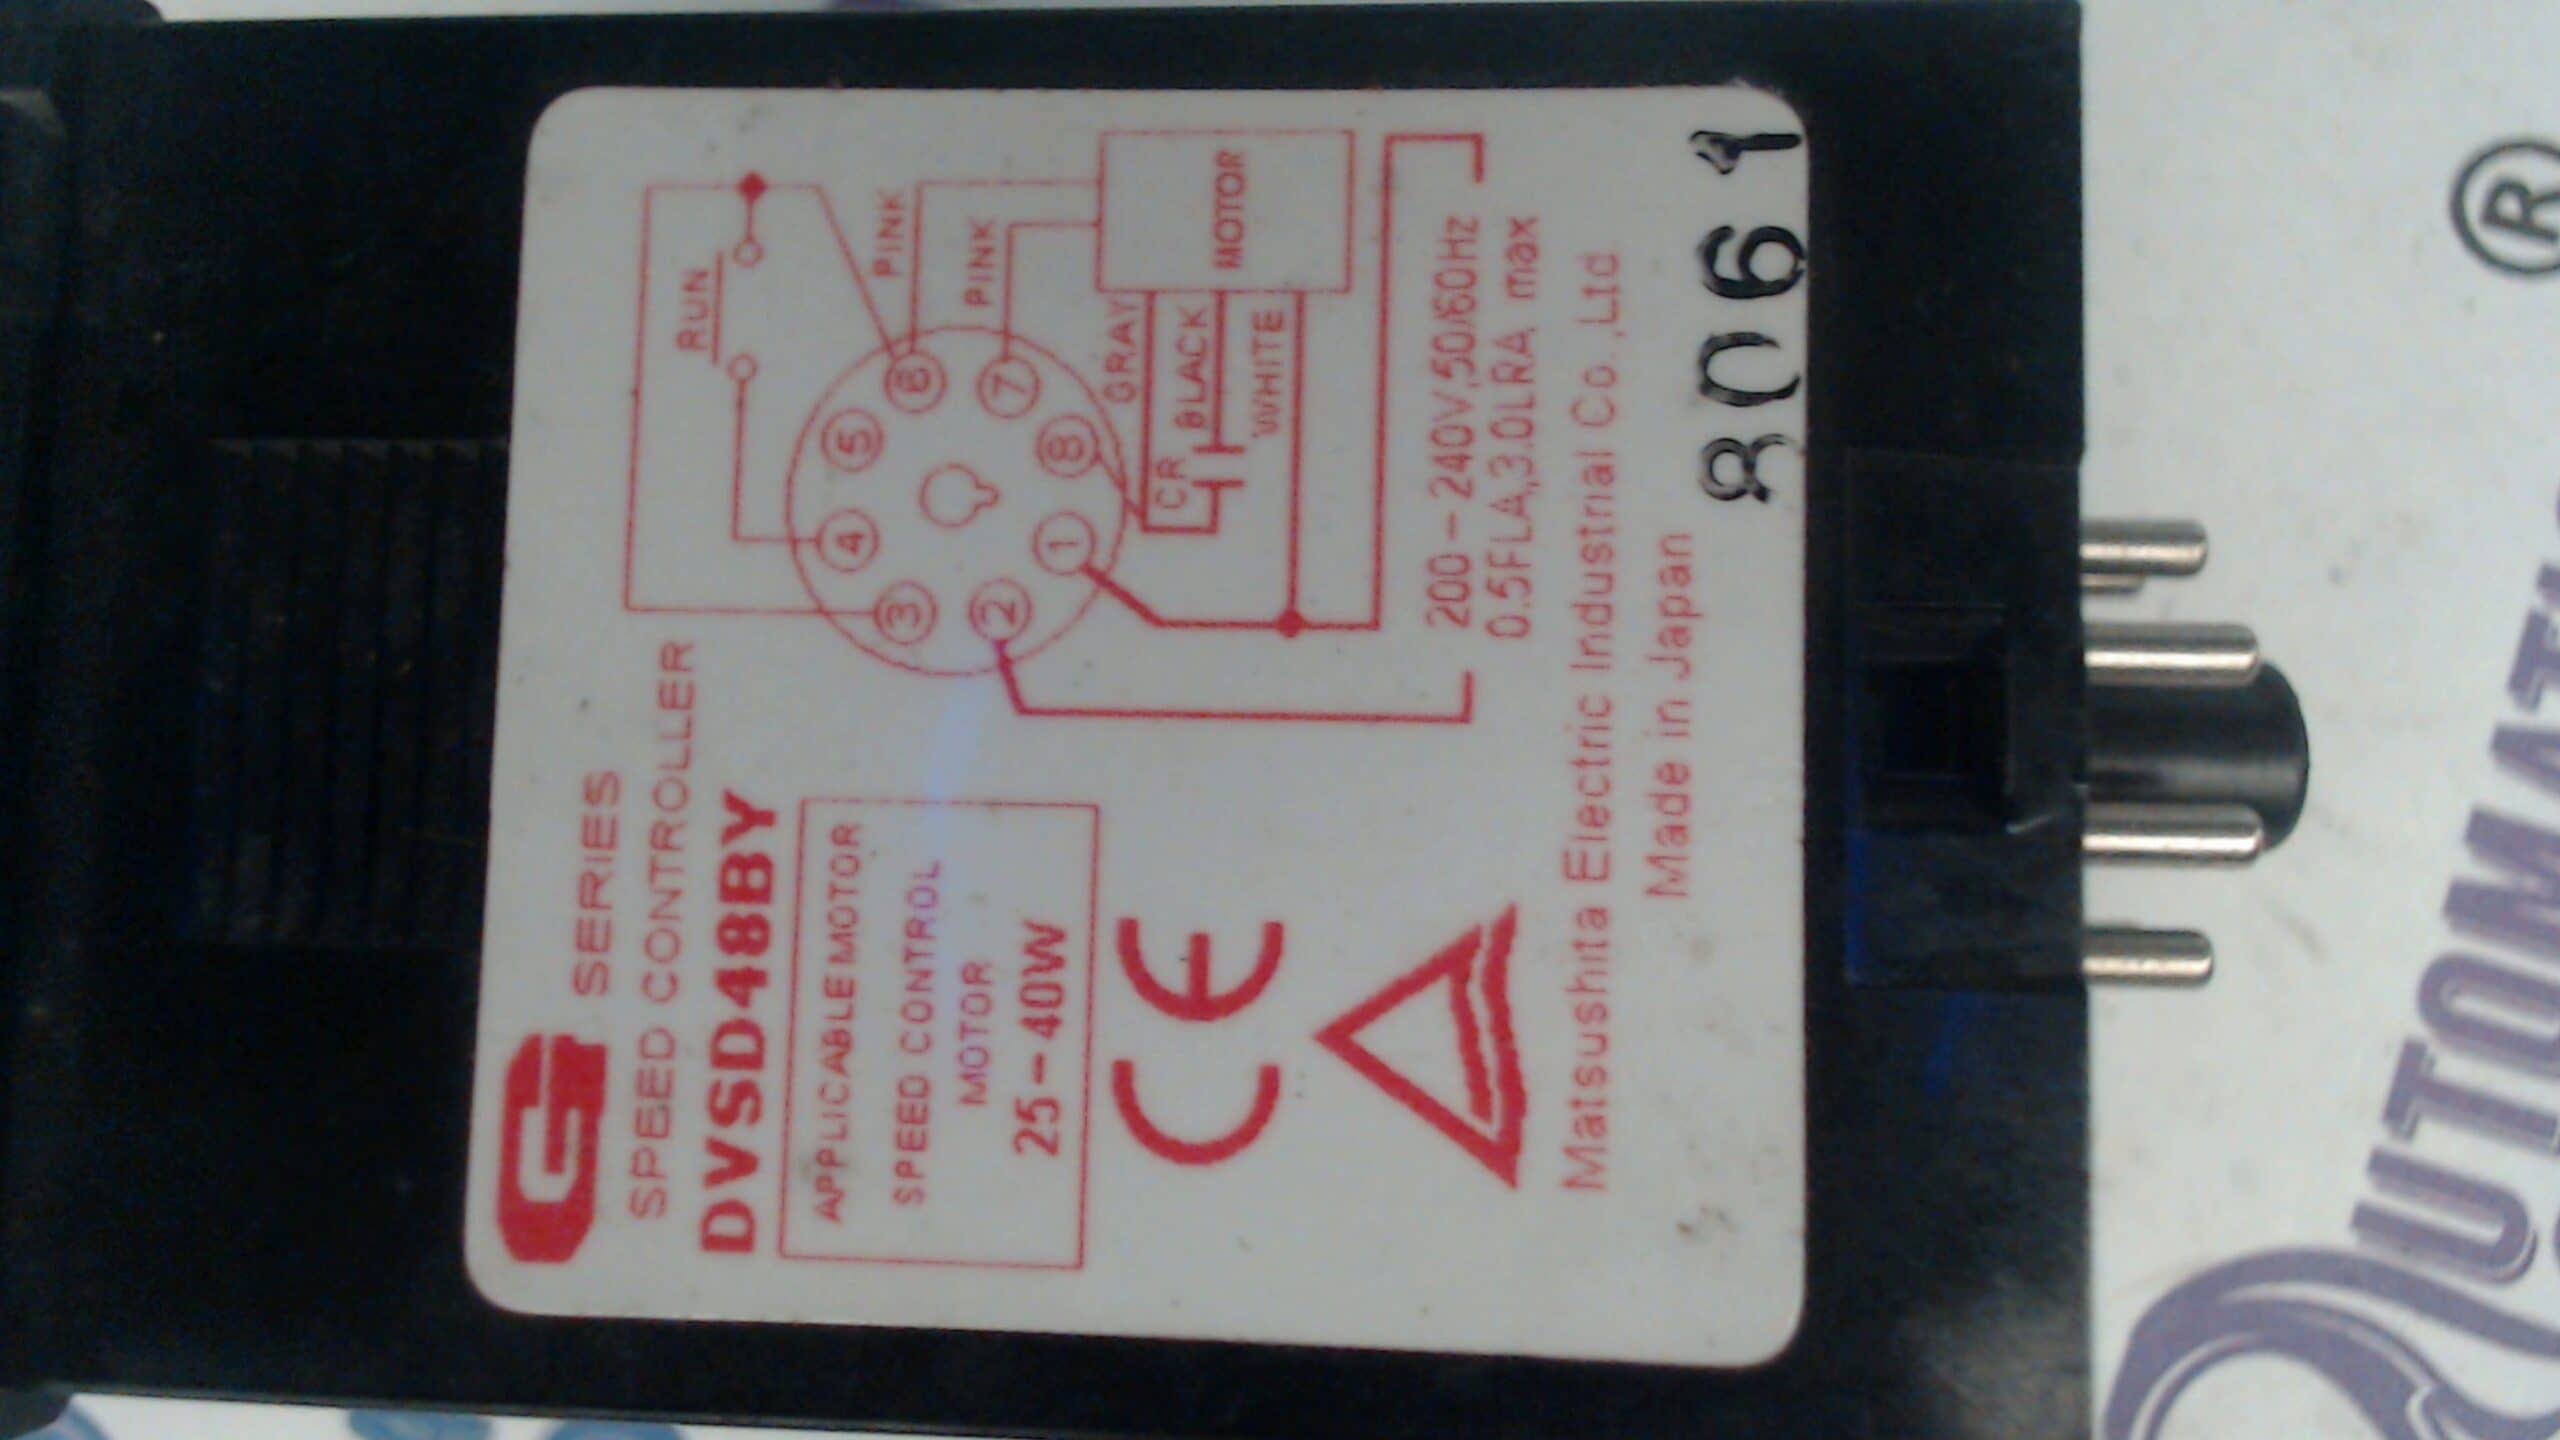 G SERIES
SPEED CONTROLLER
DVSD48BY
APPLICABLE MOTOR
SPEED CONTROL
MOTOR
25-40W
CE
RUN
PINK
PINK
3
4
5
6
7
8
1
2
GRAY
CR
BLACK
WHITE
MOTOR
200-240V,50/60Hz
0.5FLA,3.0LRA max
Matsushita Electric Industrial Co.,Ltd
Made in Japan
8061
®
UTOMATI